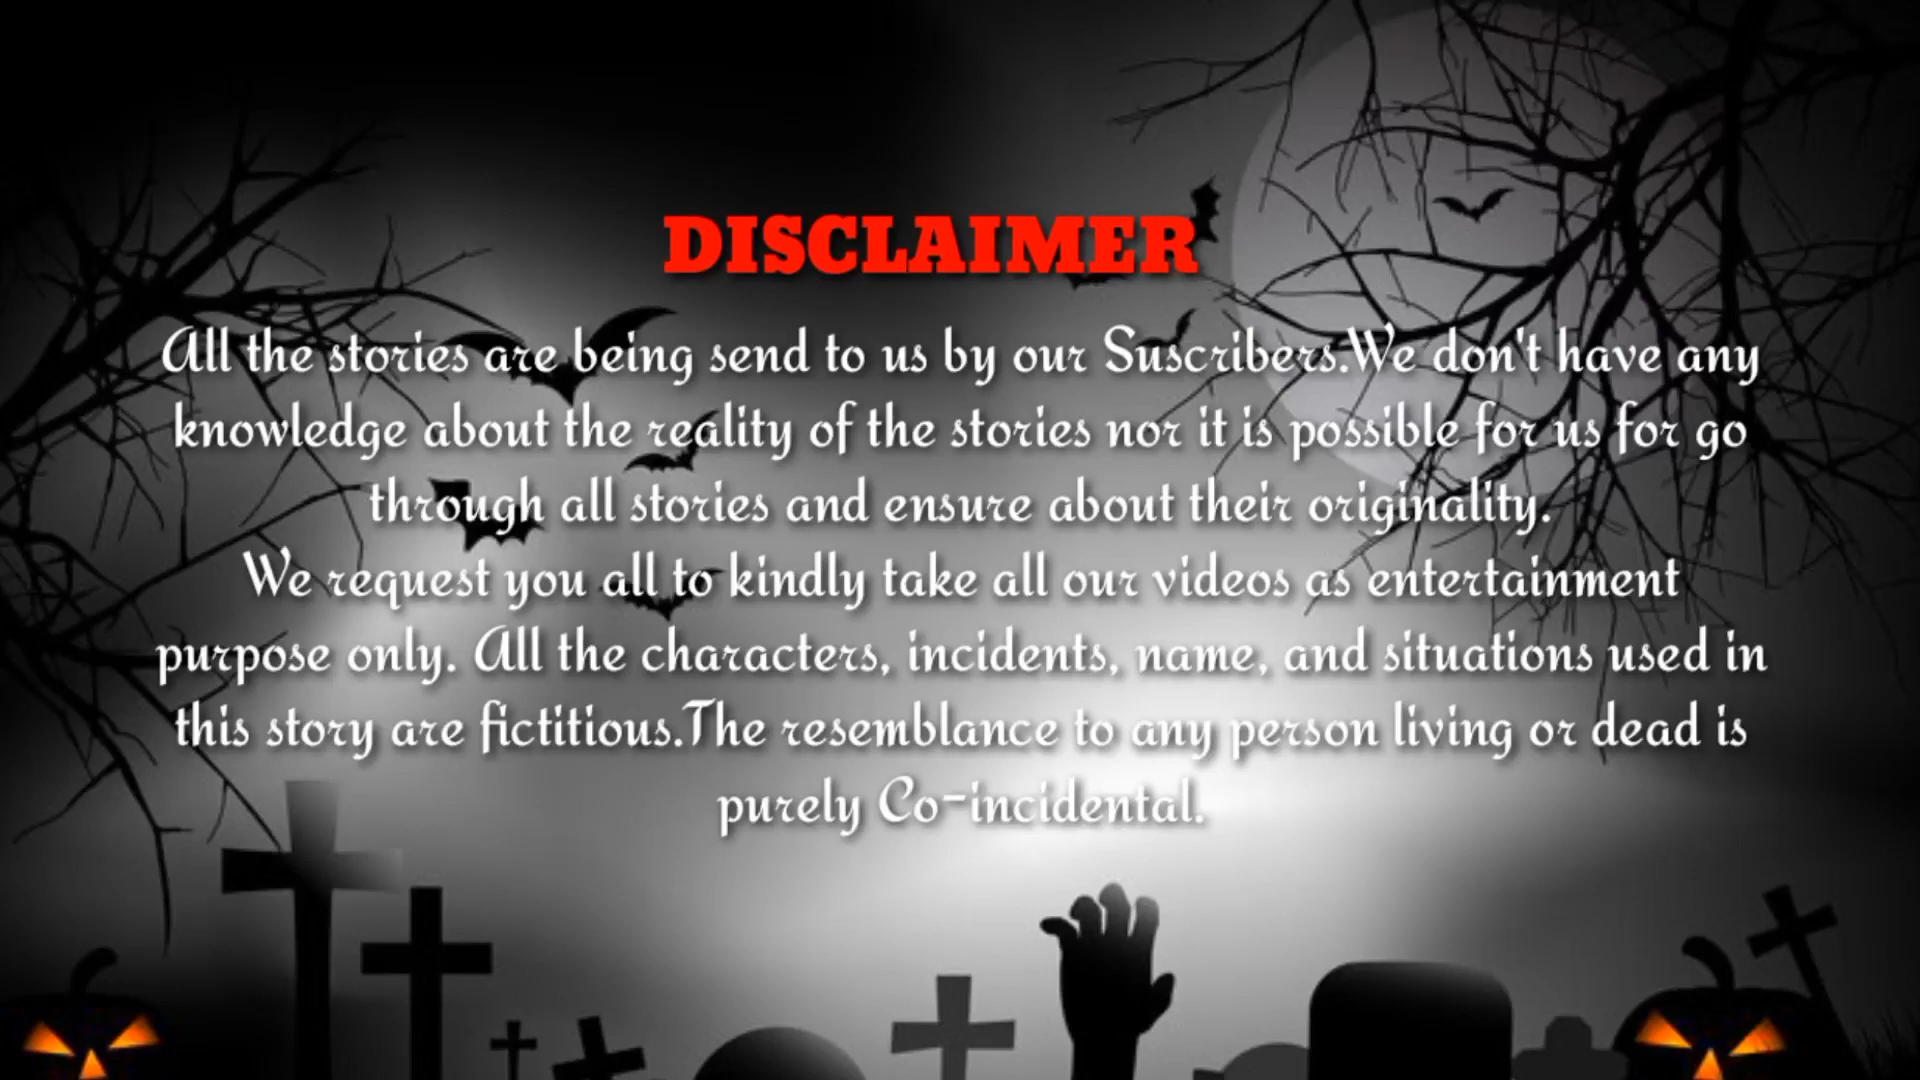 DISCLAIMER
All the stories are being send to us by our Suscribers.We don't have any
knowledge about the reality of the stories nor it is possible for us for go
through all stories and ensure about their originality.
We request you all to kindly take all our videos as entertainment
purpose only. All the characters, incidents, name, and situations used in
this story are fictitious.The resemblance to any person living or dead is
purely Co-incidental.